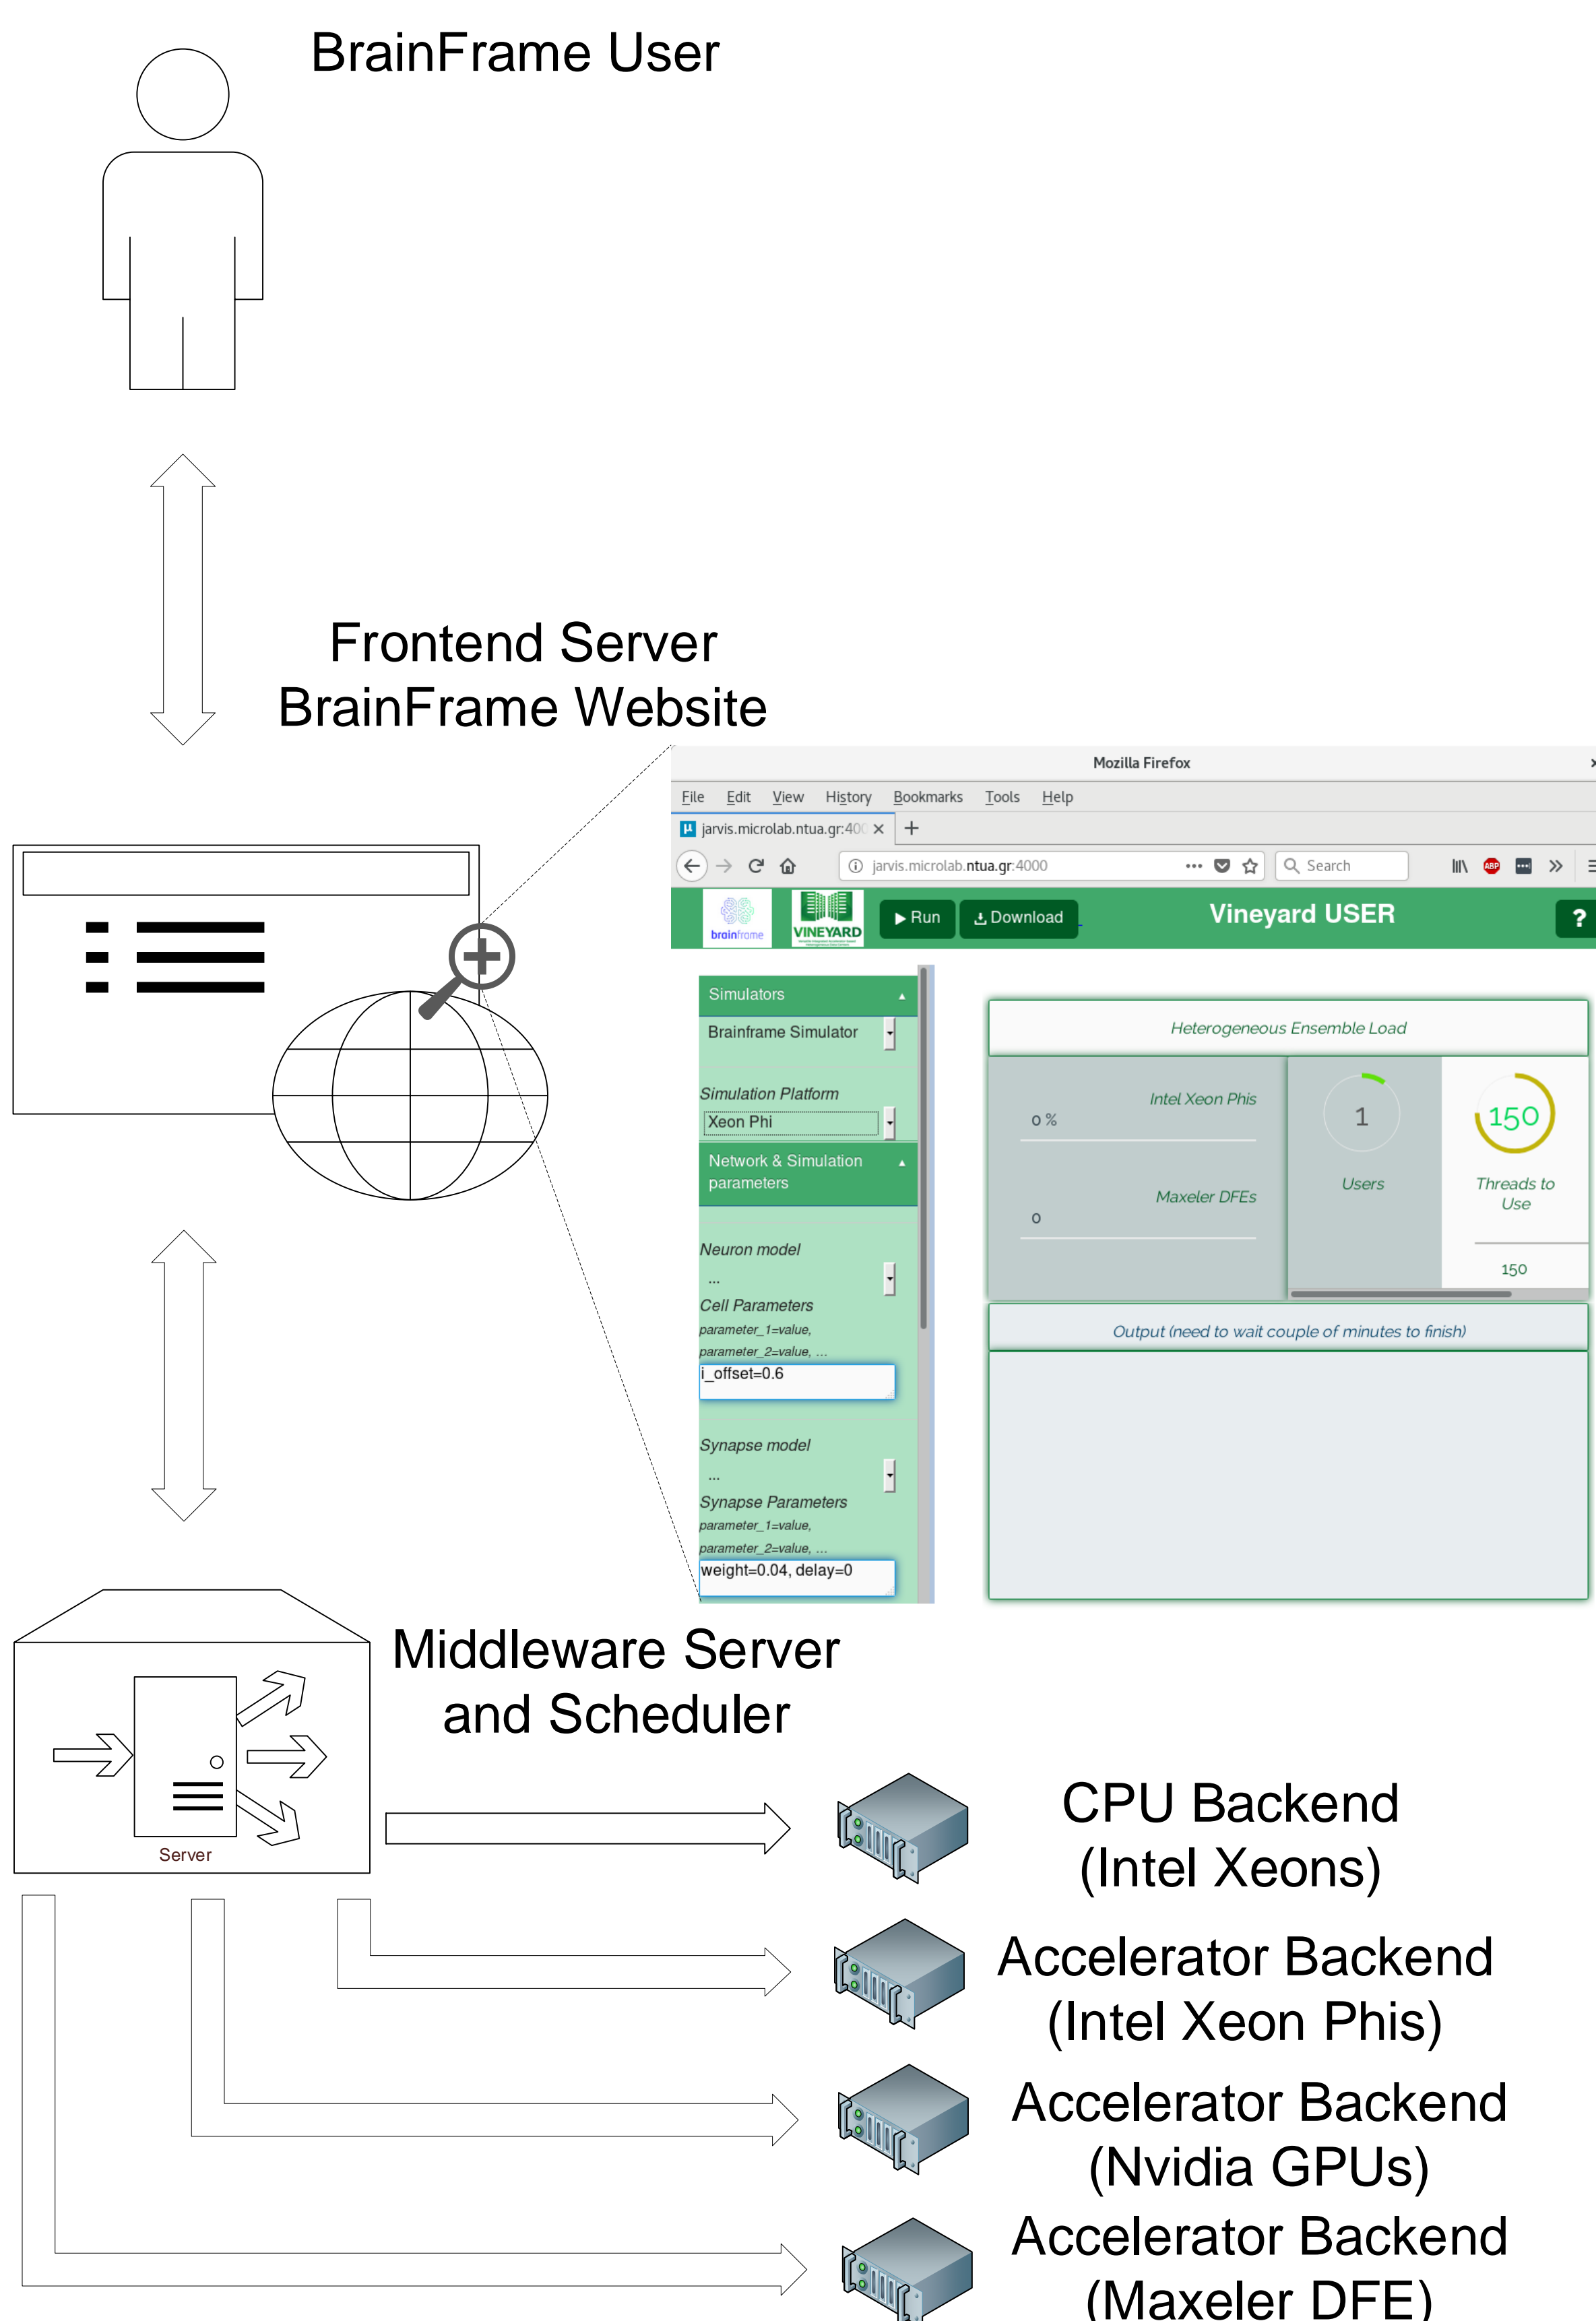 BrainFrame User
Frontend Server
BrainFrame Website
Mozilla Firefox
File Edit View History Bookmarks Tools Help
jarvis.microlab.ntua.gr:400
jarvis.microlab.ntua.gr:4000
Search
ABP
brainframe
VINEYARD
Run
Download
Vineyard USER
?
Simulators
Brainframe Simulator
Simulation Platform
Xeon Phi
Network & Simulation
parameters
Neuron model
...
Cell Parameters
parameter_1=value,
parameter_2=value, ...
i_offset=0.6
Synapse model
...
Synapse Parameters
parameter_1=value,
parameter_2=value, ...
weight=0.04, delay=0
Heterogeneous Ensemble Load
Intel Xeon Phis
0 %
Maxeler DFEs
0
1
Users
150
Threads to
Use
150
Output (need to wait couple of minutes to finish)
Middleware Server
and Scheduler
Server
CPU Backend
(Intel Xeons)
Accelerator Backend
(Intel Xeon Phis)
Accelerator Backend
(Nvidia GPUs)
Accelerator Backend
(Maxeler DFE)